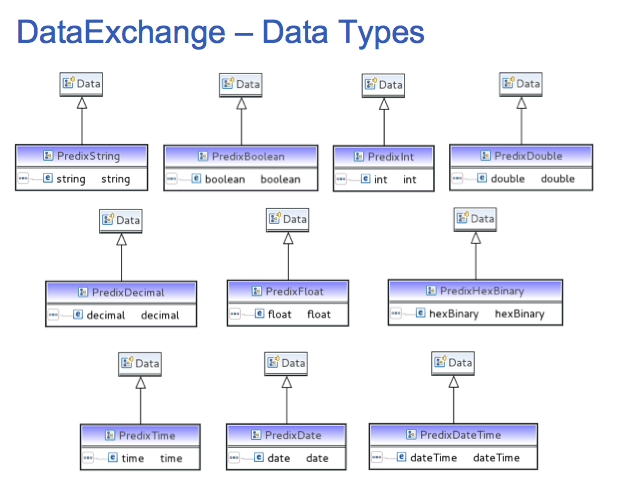 DataExchange – Data Types
Data Data Data Data
PredixString PredixBoolean PredixInt PredixDouble
string string boolean boolean int int double double
Data Data Data
PredixDecimal PredixFloat PredixHexBinary
decimal decimal float float hexBinary hexBinary
Data Data Data
PredixTime PredixDate PredixDateTime
time time date date dateTime dateTime